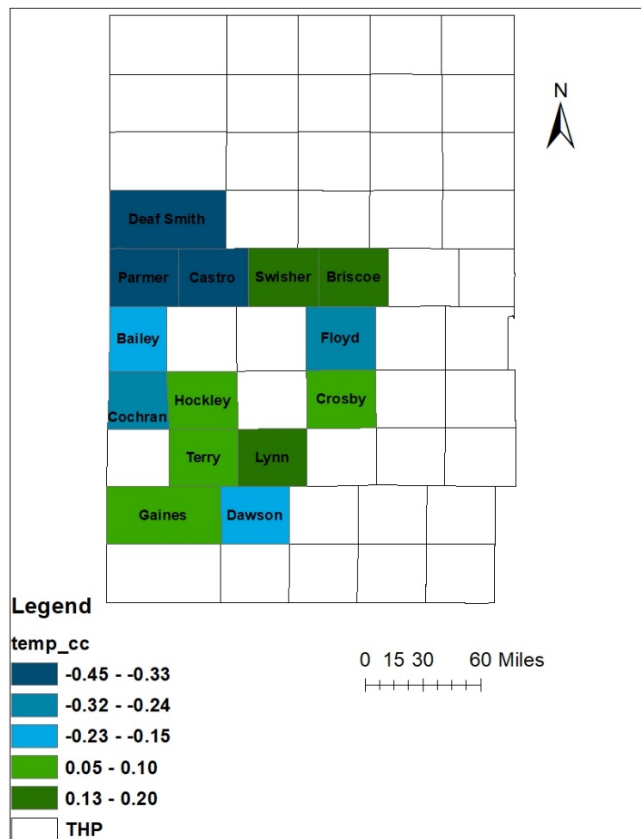 N
Deaf Smith
Parmer Castro Swisher Briscoe
Bailey Floyd
Cochran Hockley Crosby
Terry Lynn
Gaines Dawson
Legend
temp_cc
-0.45 - -0.33
-0.32 - -0.24
-0.23 - -0.15
0.05 - 0.10
0.13 - 0.20
THP
0 15 30 60 Miles